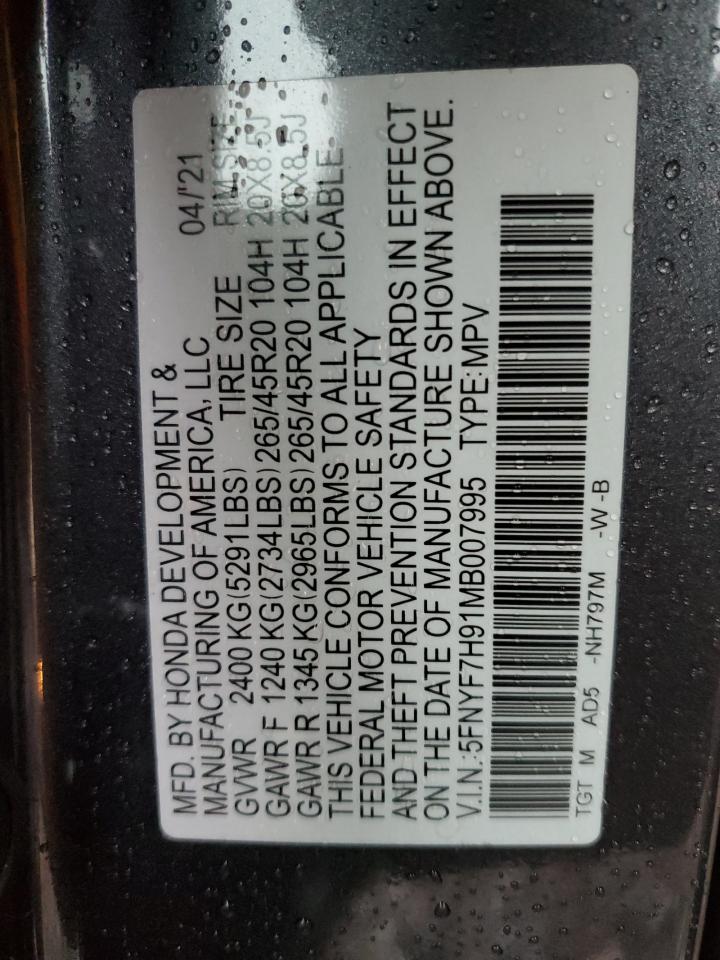 MFD. BY HONDA DEVELOPMENT &
MANUFACTURING OF AMERICA, LLC 04/'21
GVWR 2400 KG(5291LBS) TIRE SIZE RIM SIZE
GAWR F 1240 KG(2734LBS)265/45R20 104H 20X8.5J
GAWR R 1345 KG(2965LBS)265/45R20 104H 20X8.5J
THIS VEHICLE CONFORMS TO ALL APPLICABLE
FEDERAL MOTOR VEHICLE SAFETY
AND THEFT PREVENTION STANDARDS IN EFFECT
ON THE DATE OF MANUFACTURE SHOWN ABOVE.
V.I.N.:5FNYF7H91MB007995 TYPE:MPV
TGT M AD5 -NH797M -W-B